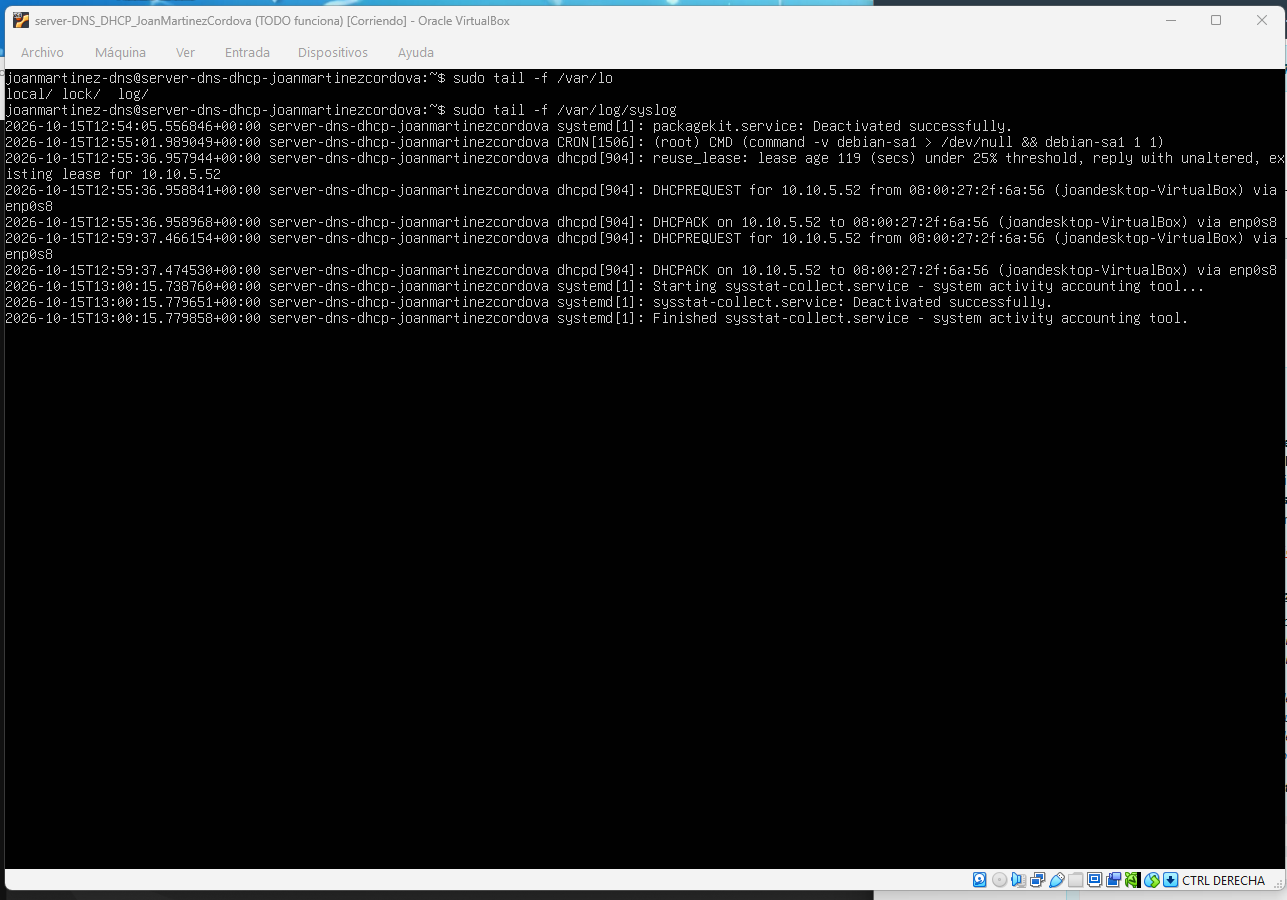 server-DNS_DHCP_JoanMartinezCordova (TODO funciona) [Corriendo] - Oracle VirtualBox
Archivo Máquina Ver Entrada Dispositivos Ayuda
joanmartinez-dns@server-dns-dhcp-joanmartinezcordova:~$ sudo tail -f /var/lo
local/ lock/  log/
joanmartinez-dns@server-dns-dhcp-joanmartinezcordova:~$ sudo tail -f /var/log/syslog
2026-10-15T12:54:05.556846+00:00 server-dns-dhcp-joanmartinezcordova systemd[1]: packagekit.service: Deactivated successfully.
2026-10-15T12:55:01.989049+00:00 server-dns-dhcp-joanmartinezcordova CRON[1506]: (root) CMD (command -v debian-sa1 > /dev/null && debian-sa1 1 1)
2026-10-15T12:55:36.957944+00:00 server-dns-dhcp-joanmartinezcordova dhcpd[904]: reuse_lease: lease age 119 (secs) under 25% threshold, reply with unaltered, ex
isting lease for 10.10.5.52
2026-10-15T12:55:36.958841+00:00 server-dns-dhcp-joanmartinezcordova dhcpd[904]: DHCPREQUEST for 10.10.5.52 from 08:00:27:2f:6a:56 (joandesktop-VirtualBox) via
enp0s8
2026-10-15T12:55:36.958968+00:00 server-dns-dhcp-joanmartinezcordova dhcpd[904]: DHCPACK on 10.10.5.52 to 08:00:27:2f:6a:56 (joandesktop-VirtualBox) via enp0s8
2026-10-15T12:59:37.466154+00:00 server-dns-dhcp-joanmartinezcordova dhcpd[904]: DHCPREQUEST for 10.10.5.52 from 08:00:27:2f:6a:56 (joandesktop-VirtualBox) via
enp0s8
2026-10-15T12:59:37.474530+00:00 server-dns-dhcp-joanmartinezcordova dhcpd[904]: DHCPACK on 10.10.5.52 to 08:00:27:2f:6a:56 (joandesktop-VirtualBox) via enp0s8
2026-10-15T13:00:15.738760+00:00 server-dns-dhcp-joanmartinezcordova systemd[1]: Starting sysstat-collect.service - system activity accounting tool...
2026-10-15T13:00:15.779651+00:00 server-dns-dhcp-joanmartinezcordova systemd[1]: sysstat-collect.service: Deactivated successfully.
2026-10-15T13:00:15.779858+00:00 server-dns-dhcp-joanmartinezcordova systemd[1]: Finished sysstat-collect.service - system activity accounting tool.
CTRL DERECHA